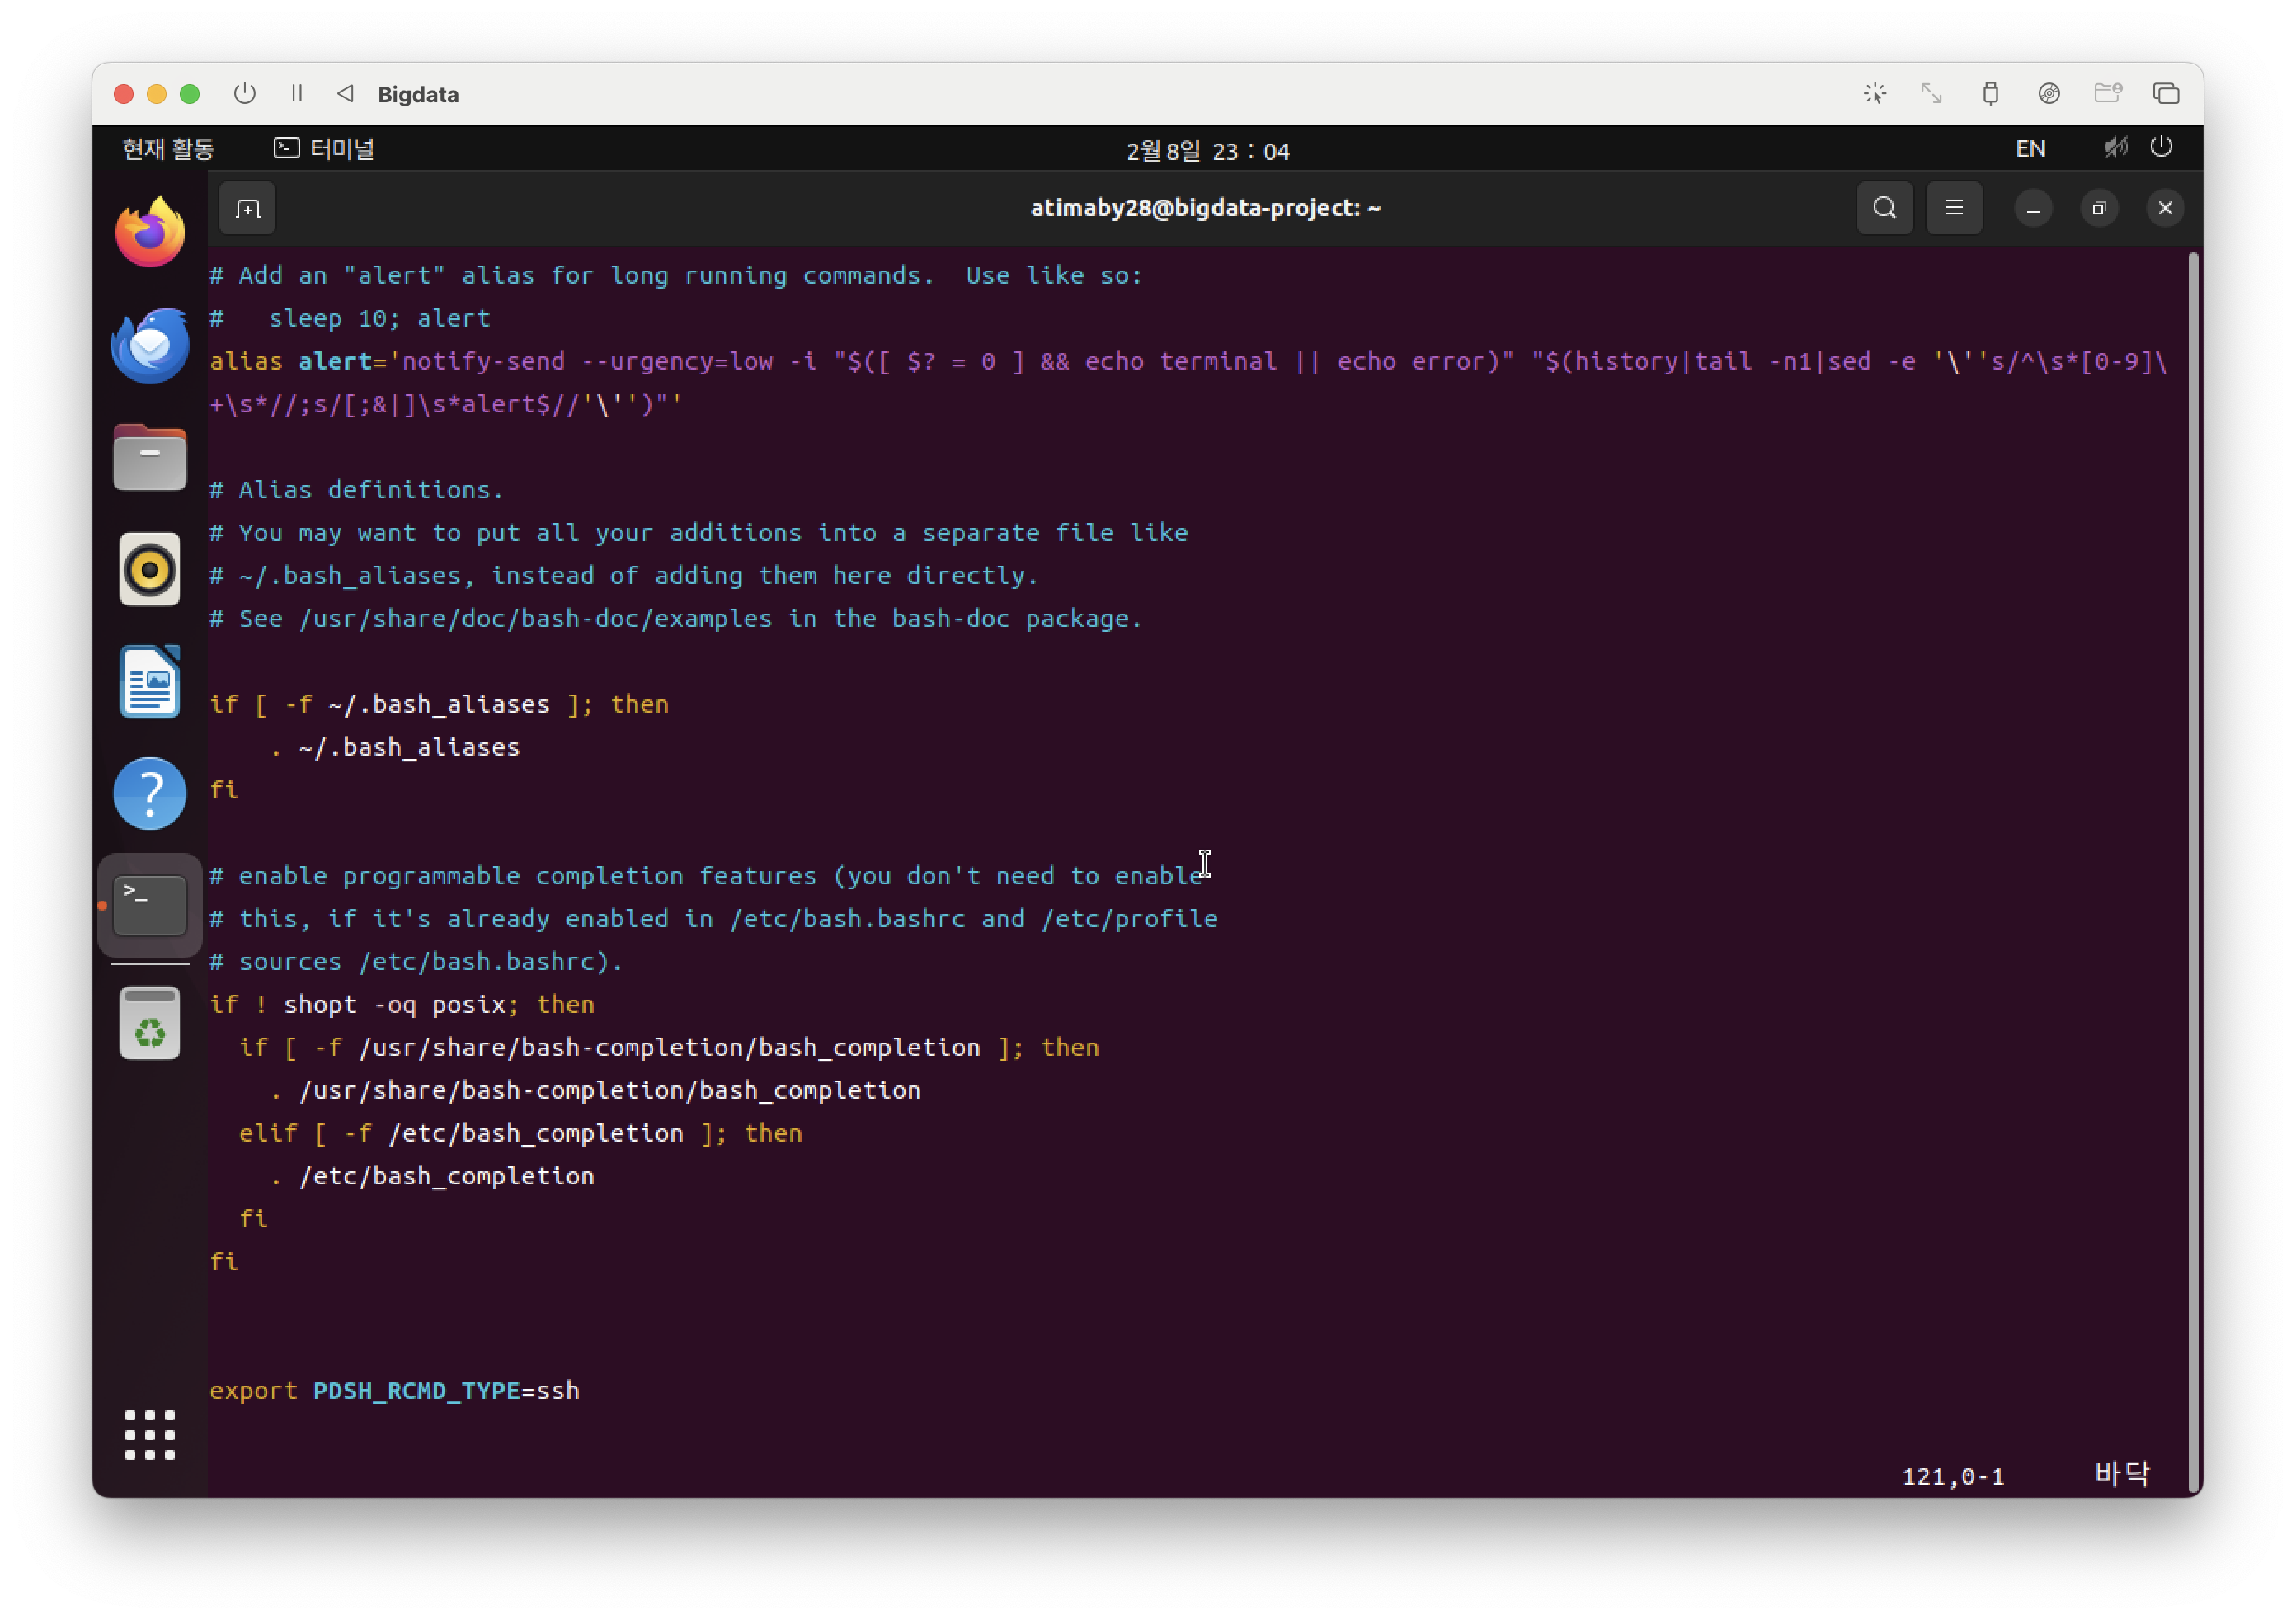 Bigdata
현재 활동 터미널 2월 8일 23 : 04 EN
atimaby28@bigdata-project: ~
# Add an "alert" alias for long running commands.  Use like so:
#   sleep 10; alert
alias alert='notify-send --urgency=low -i "$([ $? = 0 ] && echo terminal || echo error)" "$(history|tail -n1|sed -e '\''s/^\s*[0-9]\
+\s*//;s/[;&|]\s*alert$//'\'')"'
# Alias definitions.
# You may want to put all your additions into a separate file like
# ~/.bash_aliases, instead of adding them here directly.
# See /usr/share/doc/bash-doc/examples in the bash-doc package.
if [ -f ~/.bash_aliases ]; then
    . ~/.bash_aliases
fi
# enable programmable completion features (you don't need to enable
# this, if it's already enabled in /etc/bash.bashrc and /etc/profile
# sources /etc/bash.bashrc).
if ! shopt -oq posix; then
  if [ -f /usr/share/bash-completion/bash_completion ]; then
    . /usr/share/bash-completion/bash_completion
  elif [ -f /etc/bash_completion ]; then
    . /etc/bash_completion
  fi
fi
export PDSH_RCMD_TYPE=ssh
121,0-1 바닥